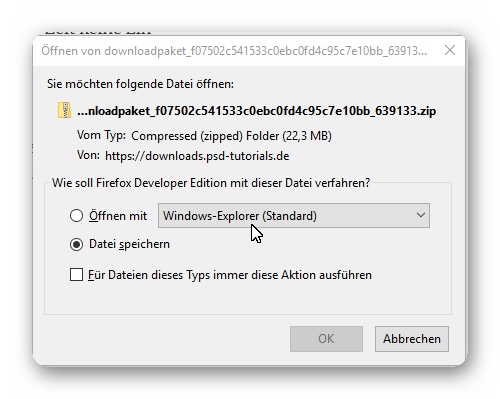 Öffnen von downloadpaket_f07502c541533c0ebc0fd4c95c7e10bb_63913...
Sie möchten folgende Datei öffnen:
...nloadpaket_f07502c541533c0ebc0fd4c95c7e10bb_639133.zip
Vom Typ: Compressed (zipped) Folder (22,3 MB)
Von: https://downloads.psd-tutorials.de
Wie soll Firefox Developer Edition mit dieser Datei verfahren?
Öffnen mit Windows-Explorer (Standard)
Datei speichern
Für Dateien dieses Typs immer diese Aktion ausführen
OK Abbrechen